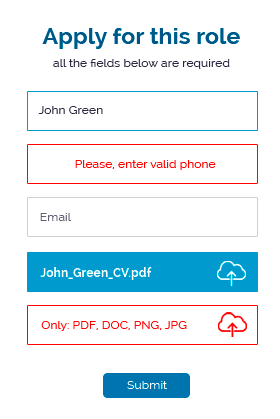 Apply for this role
all the fields below are required
John Green
Please, enter valid phone
Email
John_Green_CV.pdf
Only: PDF, DOC, PNG, JPG
Submit